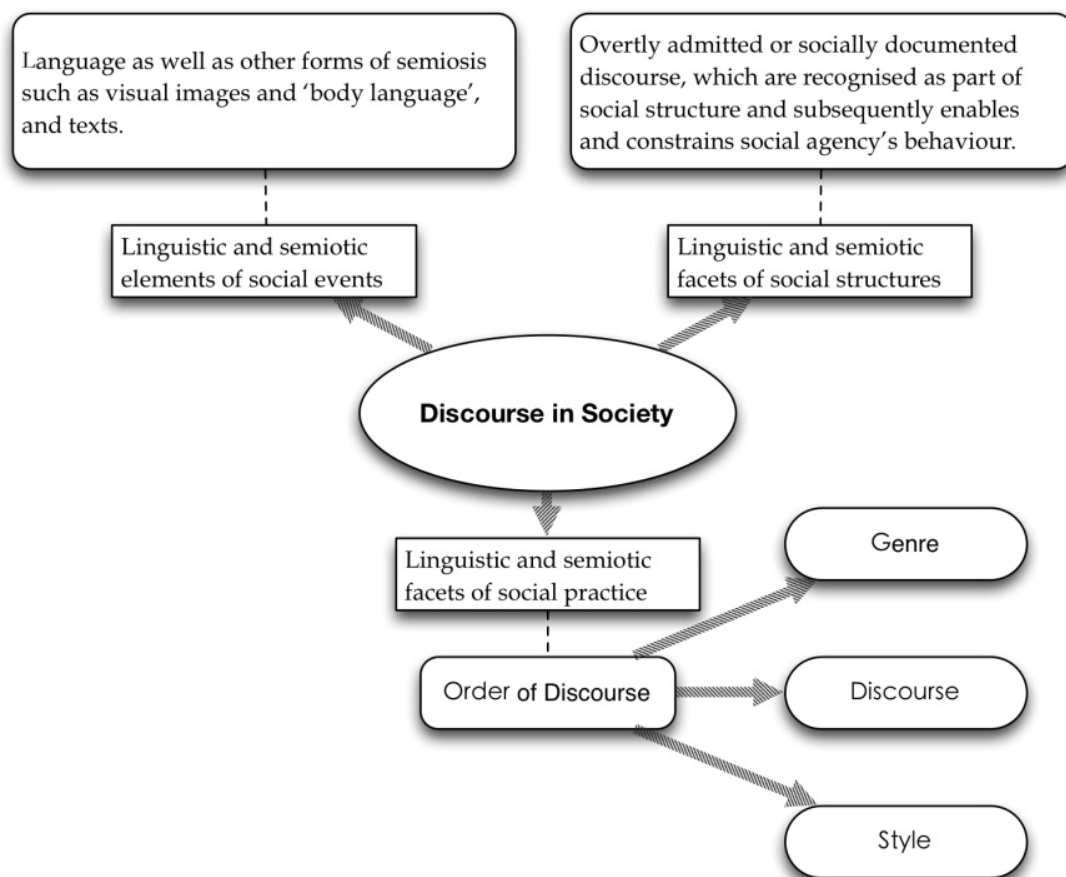 Language as well as other forms of semiosis
such as visual images and ‘body language’,
and texts.
Overtly admitted or socially documented
discourse, which are recognised as part of
social structure and subsequently enables
and constrains social agency’s behaviour.
Linguistic and semiotic
elements of social events
Linguistic and semiotic
facets of social structures
Discourse in Society
Linguistic and semiotic
facets of social practice
Order of Discourse
Genre
Discourse
Style